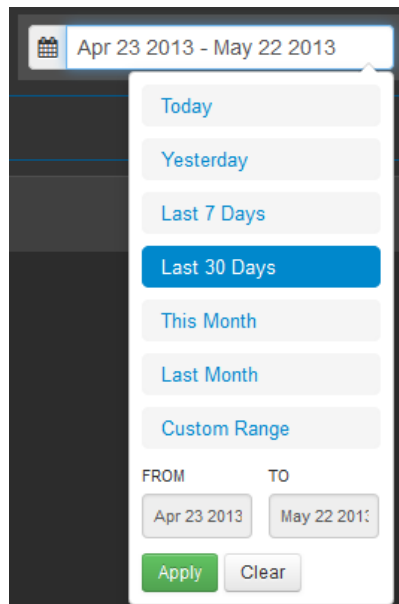 Apr 23 2013 - May 22 2013
Today
Yesterday
Last 7 Days
Last 30 Days
This Month
Last Month
Custom Range
FROM TO
Apr 23 2013 May 22 2013
Apply Clear